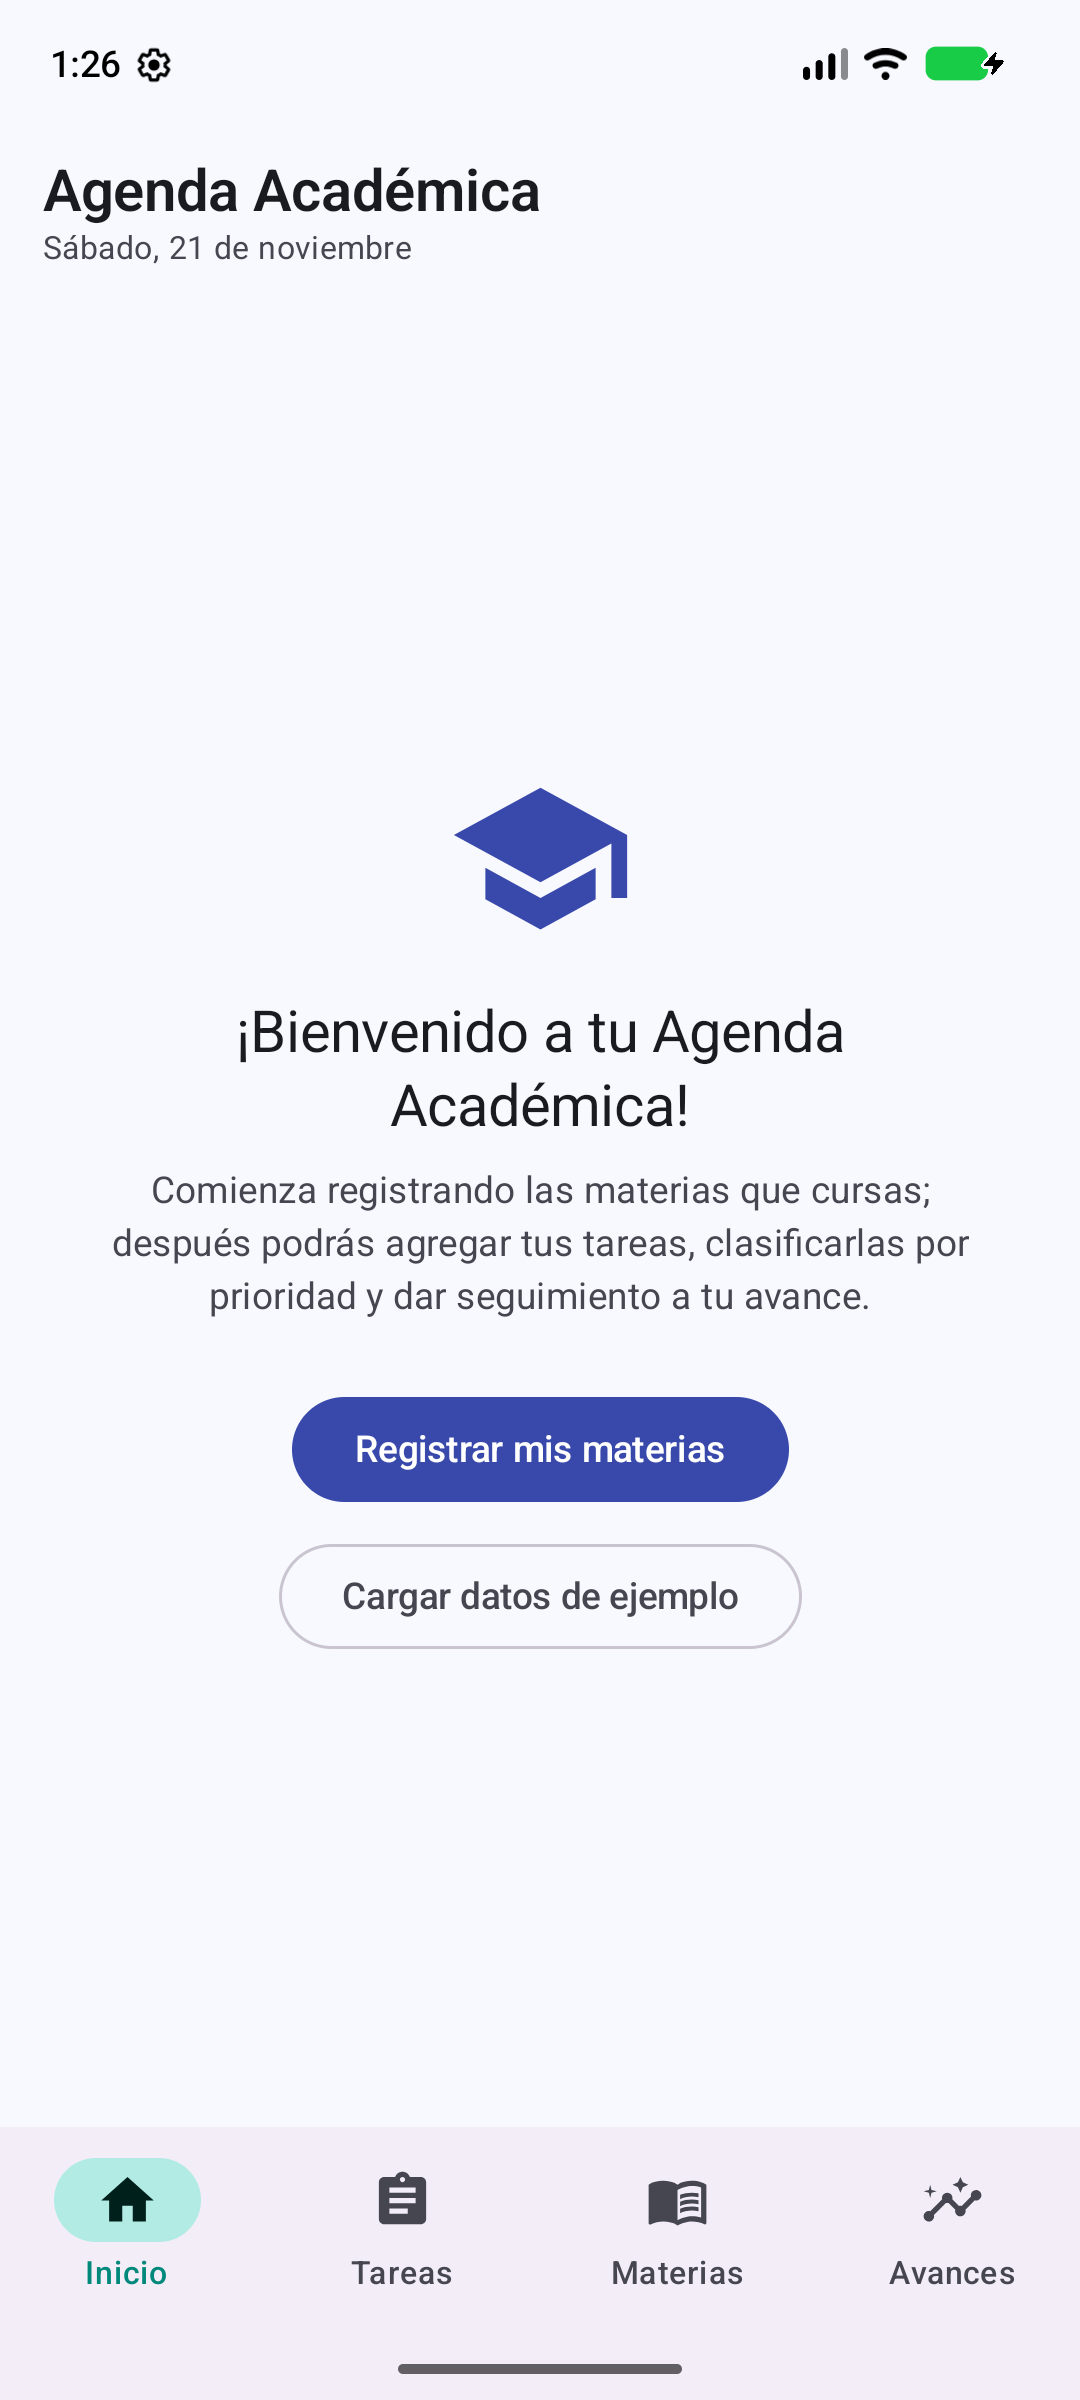 1:26
Agenda Académica
Sábado, 21 de noviembre
¡Bienvenido a tu Agenda
Académica!
Comienza registrando las materias que cursas;
después podrás agregar tus tareas, clasificarlas por
prioridad y dar seguimiento a tu avance.
Registrar mis materias
Cargar datos de ejemplo
Inicio
Tareas
Materias
Avances